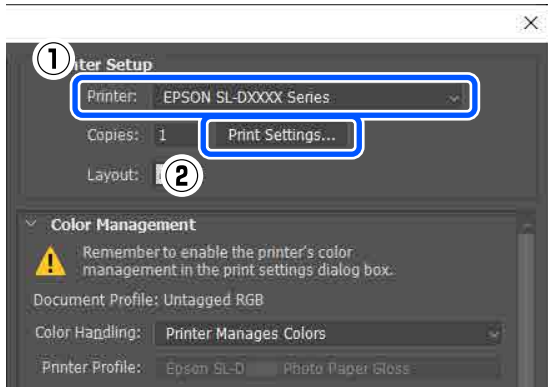 ①
Printer Setup
Printer: EPSON SL-DXXXX Series
Copies: 1 Print Settings...
Layout:
②
Color Management
Remember to enable the printer's color
management in the print settings dialog box.
Document Profile: Untagged RGB
Color Handling: Printer Manages Colors
Printer Profile: Epson SL-D Photo Paper Gloss